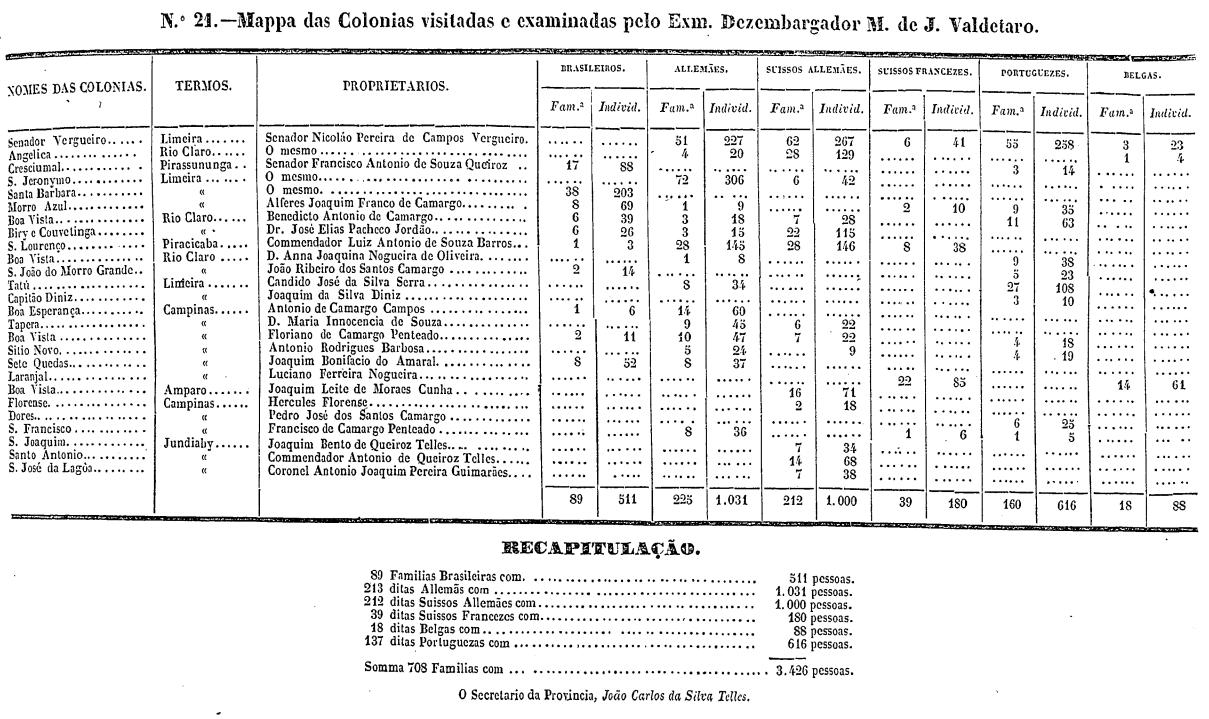 N.º 21.—Mappa das Colonias visitadas e examinadas pelo Exm. Dezembargador M. de J. Valdetaro.
NOMES DAS COLONIAS. TERMOS. PROPRIETARIOS. BRASILEIROS. ALLEMÃES. SUISSOS ALLEMÃES. SUISSOS FRANCEZES. PORTUGUEZES. BELGAS.
Fam.ª Individ. Fam.ª Individ. Fam.ª Individ. Fam.ª Individ. Fam.ª Individ. Fam.ª Individ.
Senador Vergueiro...... Limeira....... Senador Nicoláo Pereira de Campos Vergueiro. ...... ...... 51 227 62 267 6 41 55 258 3 23
Angelica............. Rio Claro...... O mesmo............ ...... ...... 4 20 28 129 ...... ...... ...... ...... 1 4
Cresciumal........... Pirassununga.. Senador Francisco Antonio de Souza Queiroz .. 17 88 ...... ...... ...... ...... ...... ...... 3 14 ...... ......
S. Jeronymo.......... Limeira....... O mesmo............ ...... ...... 72 306 6 42 ...... ...... ...... ...... ...... ......
Santa Barbara........ « O mesmo............ 38 203 ...... ...... ...... ...... ...... ...... ...... ...... ...... ......
Morro Azul........... « Alferes Joaquim Franco de Camargo........ 8 69 1 9 ...... ...... 2 10 9 35 ...... ......
Boa Vista............ Rio Claro...... Benedicto Antonio de Camargo............ 6 39 3 18 7 28 ...... ...... 11 63 ...... ......
Biry e Couvetinga.... « Dr. José Elias Pacheco Jordão............ 6 26 3 15 22 115 ...... ...... ...... ...... ...... ......
S. Lourenço.......... Piracicaba..... Commendador Luiz Antonio de Souza Barros... 1 3 28 145 28 146 8 38 ...... ...... ...... ......
Boa Vista............ Rio Claro..... D. Anna Joaquina Nogueira de Oliveira....... ...... ...... 1 8 ...... ...... ...... ...... 9 38 ...... ......
S. João do Morro Grande.. « João Ribeiro dos Santos Camargo .......... 2 14 ...... ...... ...... ...... ...... ...... 5 23 ...... ......
Tatú................. Limeira....... Candido José da Silva Serra .............. ...... ...... 8 34 ...... ...... ...... ...... 27 108 ...... ......
Capitão Diniz........ « Joaquim da Silva Diniz .................. ...... ...... ...... ...... ...... ...... ...... ...... 3 10 ...... ......
Boa Esperança........ Campinas...... Antonio de Camargo Campos .............. 1 6 14 60 ...... ...... ...... ...... ...... ...... ...... ......
Tapera............... « D. Maria Innocencia de Souza............. ...... ...... 9 45 6 22 ...... ...... ...... ...... ...... ......
Boa Vista ........... « Floriano de Camargo Penteado............. 2 11 10 47 7 22 ...... ...... 4 18 ...... ......
Sitio Novo........... « Antonio Rodrigues Barbosa................ ...... ...... 5 24 ...... 9 ...... ...... 4 19 ...... ......
Sete Quedas.......... « Joaquim Bonifacio do Amaral.............. 8 52 8 37 ...... ...... ...... ...... ...... ...... ...... ......
Laranjal............. « Luciano Ferreira Nogueira................ ...... ...... ...... ...... ...... ...... 22 85 ...... ...... 14 61
Boa Vista............ Amparo....... Joaquim Leite de Moraes Cunha............ ...... ...... ...... ...... 16 71 ...... ...... ...... ...... ...... ......
Florense............. Campinas...... Hercules Florense........................ ...... ...... ...... ...... 2 18 ...... ...... ...... ...... ...... ......
Dores................ « Pedro José dos Santos Camargo ........... ...... ...... ...... ...... ...... ...... ...... ...... 6 25 ...... ......
S. Francisco ........ « Francisco de Camargo Penteado ........... ...... ...... 8 36 ...... ...... 1 6 1 5 ...... ......
S. Joaquim........... Jundiahy...... Joaquim Bento de Queiroz Telles.......... ...... ...... ...... ...... 7 34 ...... ...... ...... ...... ...... ......
Santo Antonio........ « Commendador Antonio de Queiroz Telles...... ...... ...... ...... ...... 14 68 ...... ...... ...... ...... ...... ......
S. José da Lagôa..... « Coronel Antonio Joaquim Pereira Guimarães.... ...... ...... ...... ...... 7 38 ...... ...... ...... ...... ...... ......
89 511 225 1.031 212 1.000 39 180 160 616 18 88
RECAPITULAÇÃO.
89 Familias Brasileiras com. ............ 511 pessoas.
213 ditas Allemãs com ............ 1.031 pessoas.
212 ditas Suissos Allemães com............ 1.000 pessoas.
39 ditas Suissos Francezes com............ 180 pessoas.
18 ditas Belgas com............ 88 pessoas.
137 ditas Portuguezas com ............ 616 pessoas.
Somma 708 Familias com ............ 3.426 pessoas.
O Secretario da Provincia, João Carlos da Silva Telles.